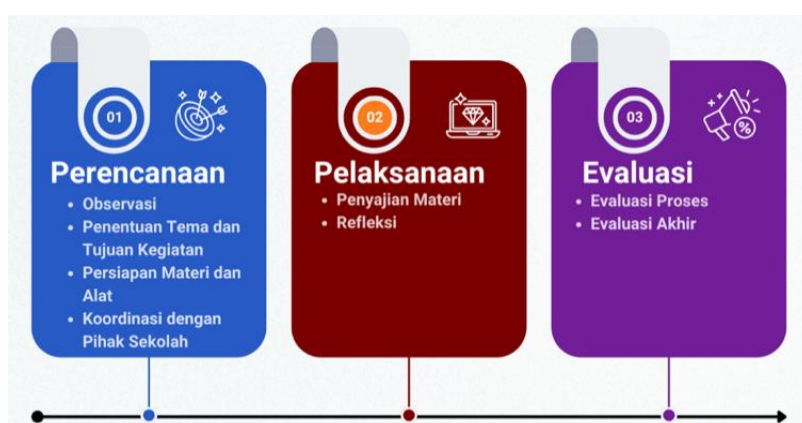 01
Perencanaan
• Observasi
• Penentuan Tema dan
Tujuan Kegiatan
• Persiapan Materi dan
Alat
• Koordinasi dengan
Pihak Sekolah
02
Pelaksanaan
• Penyajian Materi
• Refleksi
03
%
Evaluasi
• Evaluasi Proses
• Evaluasi Akhir